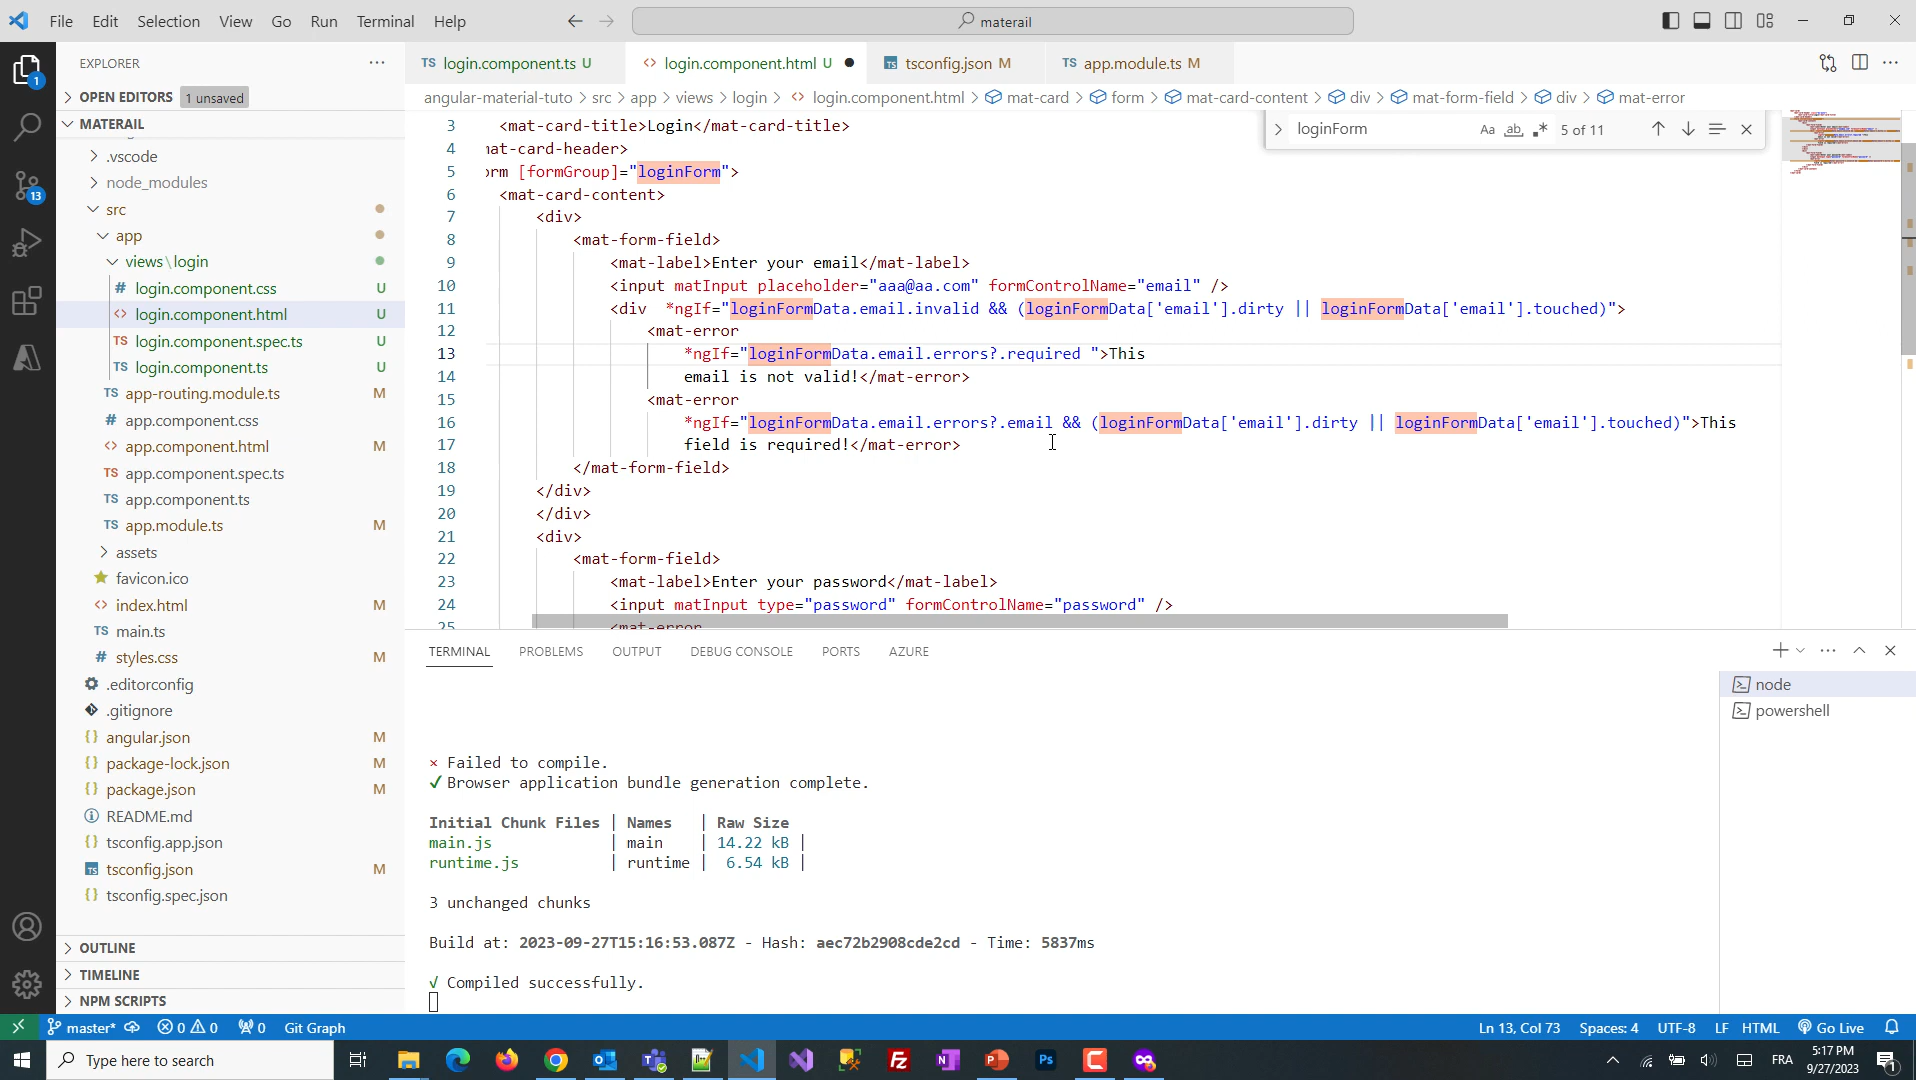 File Edit Selection View Go Run Terminal Help
materail
EXPLORER
OPEN EDITORS 1 unsaved
MATERAIL
.vscode
node_modules
src
app
views\login
login.component.css U
login.component.html U
login.component.spec.ts U
login.component.ts U
app-routing.module.ts M
app.component.css
app.component.html M
app.component.spec.ts
app.component.ts
app.module.ts M
assets
favicon.ico
index.html M
main.ts
styles.css M
.editorconfig
.gitignore
angular.json M
package-lock.json M
package.json M
README.md
tsconfig.app.json
tsconfig.json M
tsconfig.spec.json
OUTLINE
TIMELINE
NPM SCRIPTS
TS login.component.ts U
login.component.html U
tsconfig.json M
TS app.module.ts M
angular-material-tuto > src > app > views > login > login.component.html > mat-card > form > mat-card-content > div > mat-form-field > div > mat-error
loginForm Aa ab 5 of 11
3 <mat-card-title>Login</mat-card-title>
4 nat-card-header>
5 orm [formGroup]="loginForm">
6 <mat-card-content>
7 <div>
8 <mat-form-field>
9 <mat-label>Enter your email</mat-label>
10 <input matInput placeholder="aaa@aa.com" formControlName="email" />
11 <div *ngIf="loginFormData.email.invalid && (loginFormData['email'].dirty || loginFormData['email'].touched)">
12 <mat-error
13 *ngIf="loginFormData.email.errors?.required ">This
14 email is not valid!</mat-error>
15 <mat-error
16 *ngIf="loginFormData.email.errors?.email && (loginFormData['email'].dirty || loginFormData['email'].touched)">This
17 field is required!</mat-error>
18 </mat-form-field>
19 </div>
20 </div>
21 <div>
22 <mat-form-field>
23 <mat-label>Enter your password</mat-label>
24 <input matInput type="password" formControlName="password" />
25 <mat-error
TERMINAL PROBLEMS OUTPUT DEBUG CONSOLE PORTS AZURE
node
powershell
× Failed to compile.
✓ Browser application bundle generation complete.
Initial Chunk Files | Names | Raw Size
main.js | main | 14.22 kB |
runtime.js | runtime | 6.54 kB |
3 unchanged chunks
Build at: 2023-09-27T15:16:53.087Z - Hash: aec72b2908cde2cd - Time: 5837ms
√ Compiled successfully.
master* 0 0 0 Git Graph
Ln 13, Col 73 Spaces: 4 UTF-8 LF HTML Go Live
Type here to search
FRA
5:17 PM
9/27/2023